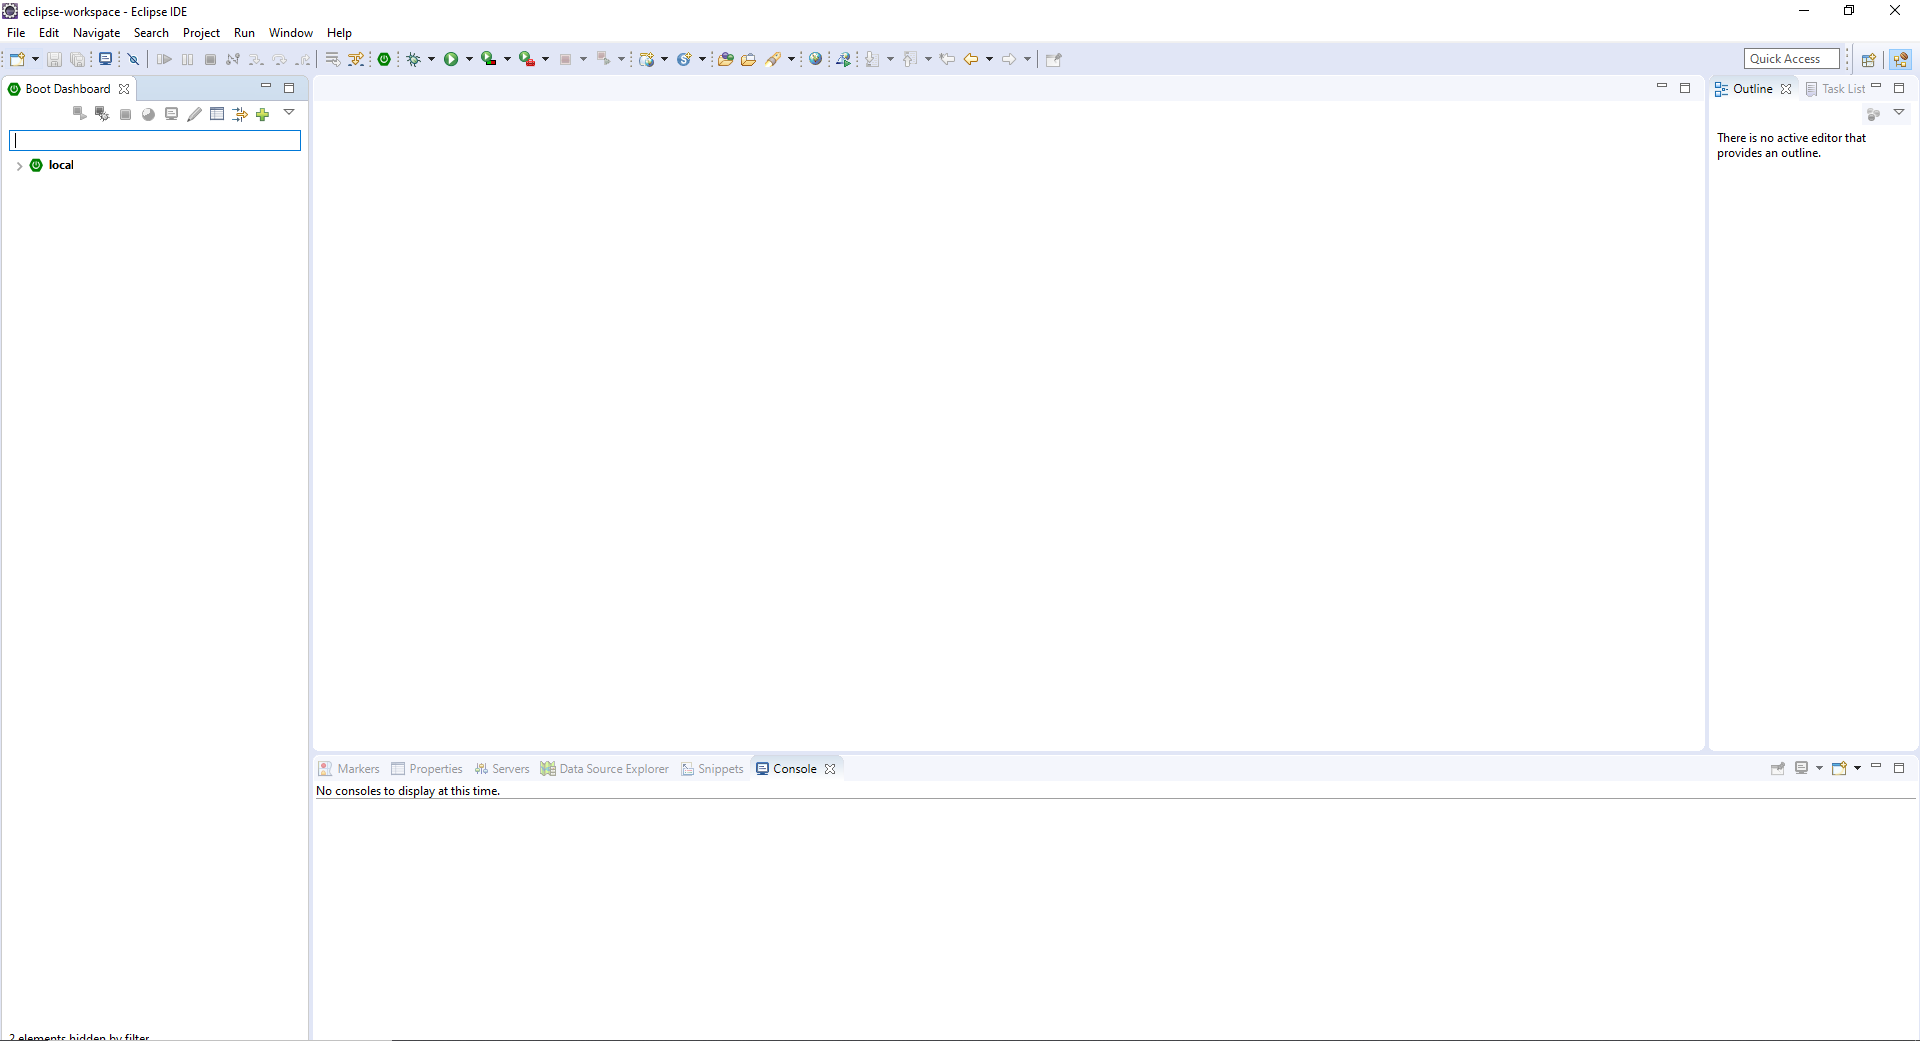 eclipse-workspace - Eclipse IDE
File Edit Navigate Search Project Run Window Help
Quick Access
Boot Dashboard
Outline Task List
local
There is no active editor that
provides an outline.
Markers Properties Servers Data Source Explorer Snippets Console
No consoles to display at this time.
2 elements hidden by filter